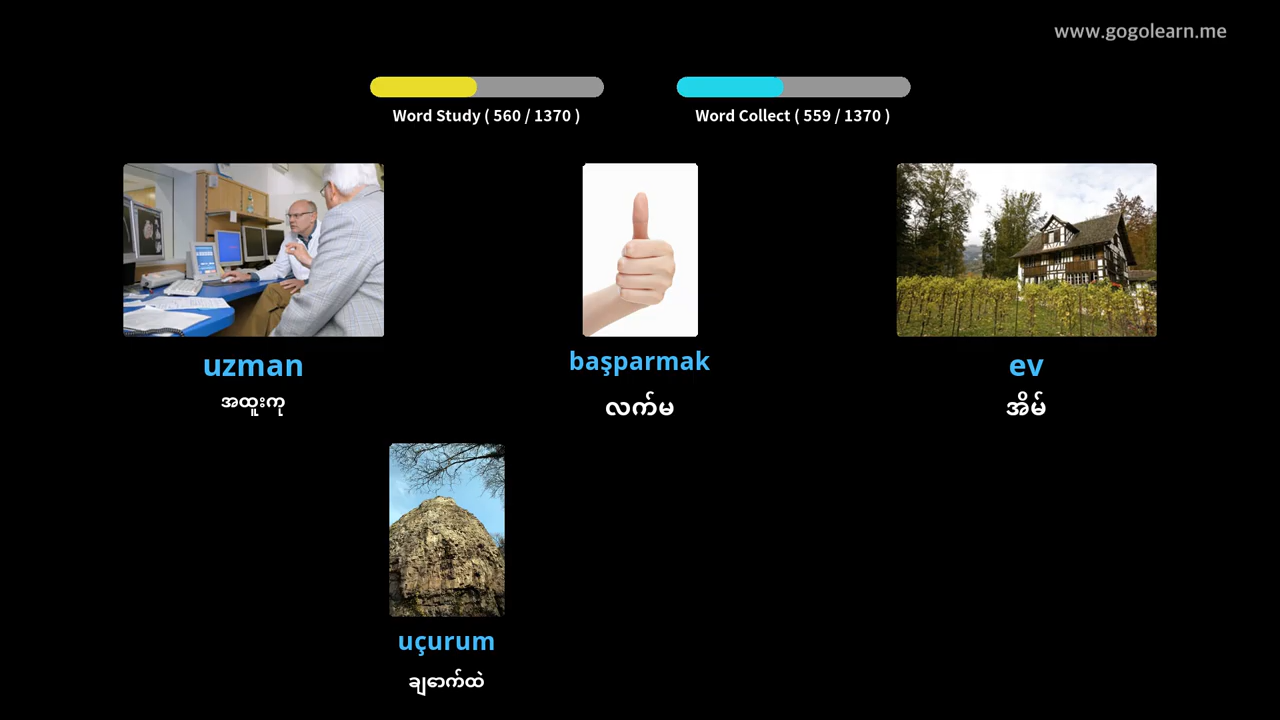 www.gogolearn.me
Word Study ( 560 / 1370 )
Word Collect ( 559 / 1370 )
uzman
အထူးကု
başparmak
လက်မ
ev
အိမ်
uçurum
ချောက်ထဲ